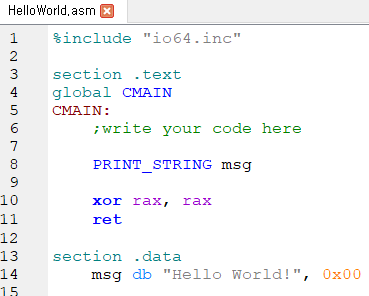 HelloWorld.asm
1 %include "io64.inc"
2
3 section .text
4 global CMAIN
5 CMAIN:
6     ;write your code here
7
8     PRINT_STRING msg
9
10     xor rax, rax
11     ret
12
13 section .data
14     msg db "Hello World!", 0x00
15